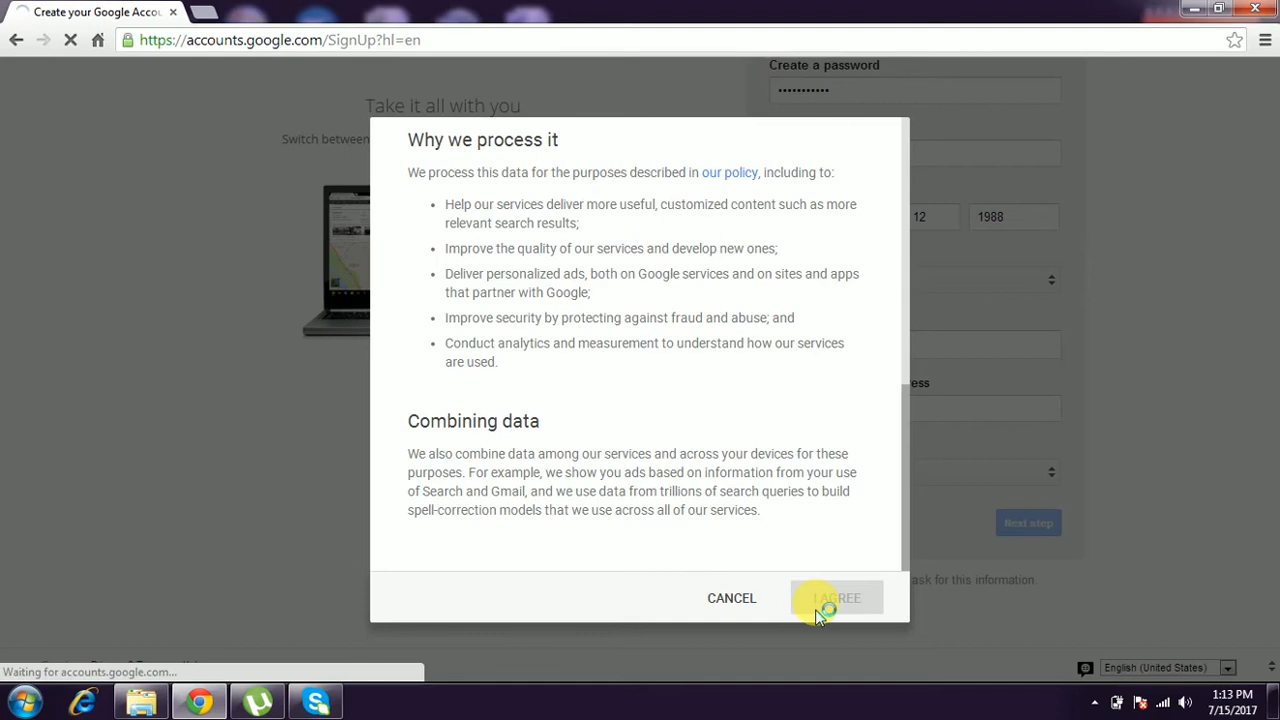 Create your Google Accou
https://accounts.google.com/SignUp?hl=en
Create a password
•••••••••••
Take it all with you
Switch between
12
1988
Why we process it
We process this data for the purposes described in our policy, including to:
• Help our services deliver more useful, customized content such as more
relevant search results;
• Improve the quality of our services and develop new ones;
• Deliver personalized ads, both on Google services and on sites and apps
that partner with Google;
• Improve security by protecting against fraud and abuse; and
• Conduct analytics and measurement to understand how our services
are used.
Combining data
We also combine data among our services and across your devices for these
purposes. For example, we show you ads based on information from your use
of Search and Gmail, and we use data from trillions of search queries to build
spell-correction models that we use across all of our services.
CANCEL
I AGREE
Next step
ask for this information.
Waiting for accounts.google.com...
English (United States)
1:13 PM
7/15/2017